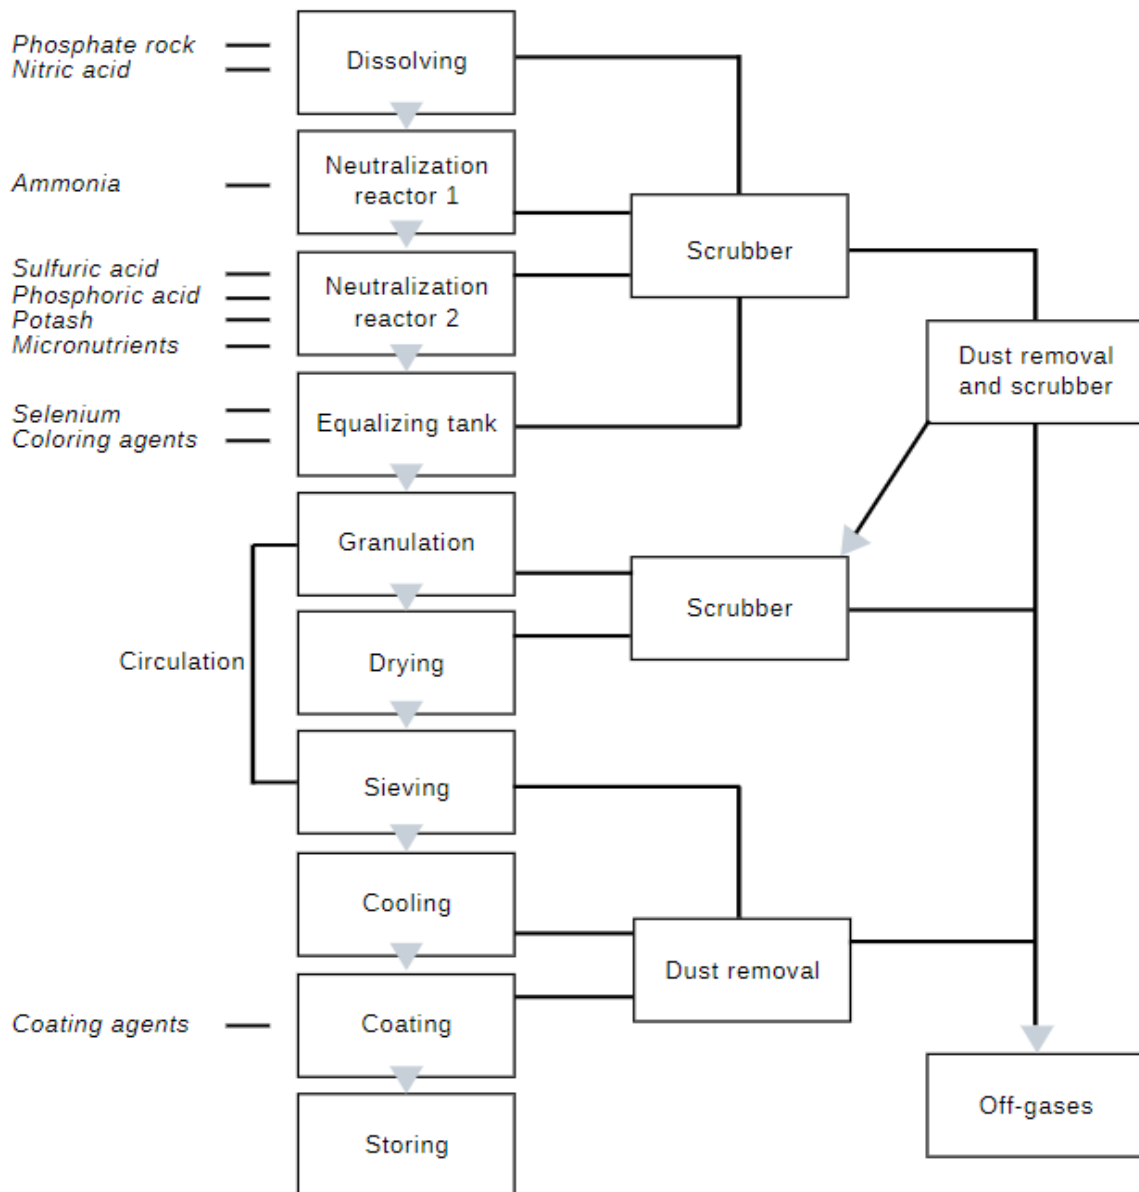 Phosphate rock
Nitric acid
Dissolving
Ammonia
Neutralization
reactor 1
Scrubber
Sulfuric acid
Phosphoric acid
Potash
Micronutrients
Neutralization
reactor 2
Dust removal
and scrubber
Selenium
Coloring agents
Equalizing tank
Granulation
Scrubber
Circulation
Drying
Sieving
Cooling
Dust removal
Coating agents
Coating
Off-gases
Storing